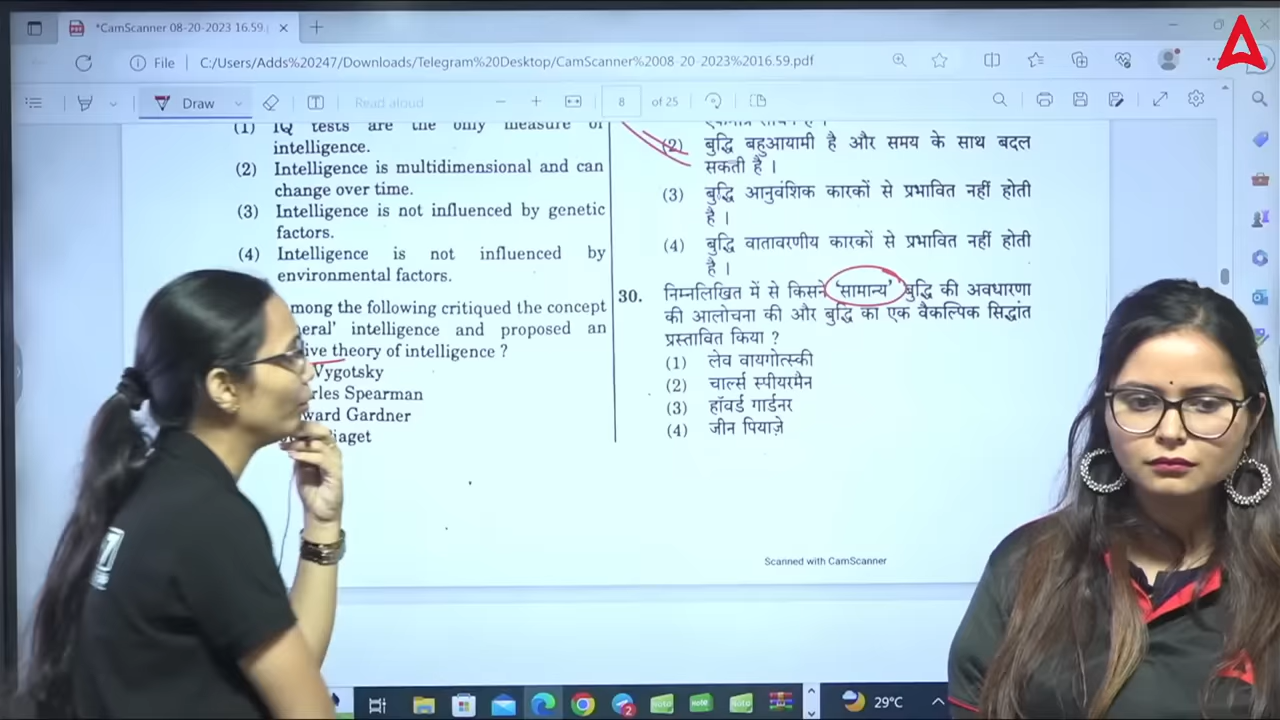 *CamScanner 08-20-2023 16.59.
File
C:/Users/Adds%20247/Downloads/Telegram%20Desktop/CamScanner%2008-20-2023%2016.59.pdf
Draw
Read aloud
8
of 25
(1) IQ tests are the only measure of
intelligence.
(2) Intelligence is multidimensional and can
change over time.
(3) Intelligence is not influenced by genetic
factors.
(4) Intelligence is not influenced by
environmental factors.
mong the following critiqued the concept
eral' intelligence and proposed an
ive theory of intelligence ?
Vygotsky
rles Spearman
ward Gardner
iaget
(2) बुद्धि बहुआयामी है और समय के साथ बदल
सकती है ।
(3) बुद्धि आनुवंशिक कारकों से प्रभावित नहीं होती
है ।
(4) बुद्धि वातावरणीय कारकों से प्रभावित नहीं होती
है ।
30. निम्नलिखित में से किसने 'सामान्य' बुद्धि की अवधारणा
की आलोचना की और बुद्धि का एक वैकल्पिक सिद्धांत
प्रस्तावित किया ?
(1) लेव वायगोत्स्की
(2) चार्ल्स स्पीयरमैन
(3) हॉवर्ड गार्डनर
(4) जीन पियाज़े
Scanned with CamScanner
29°C